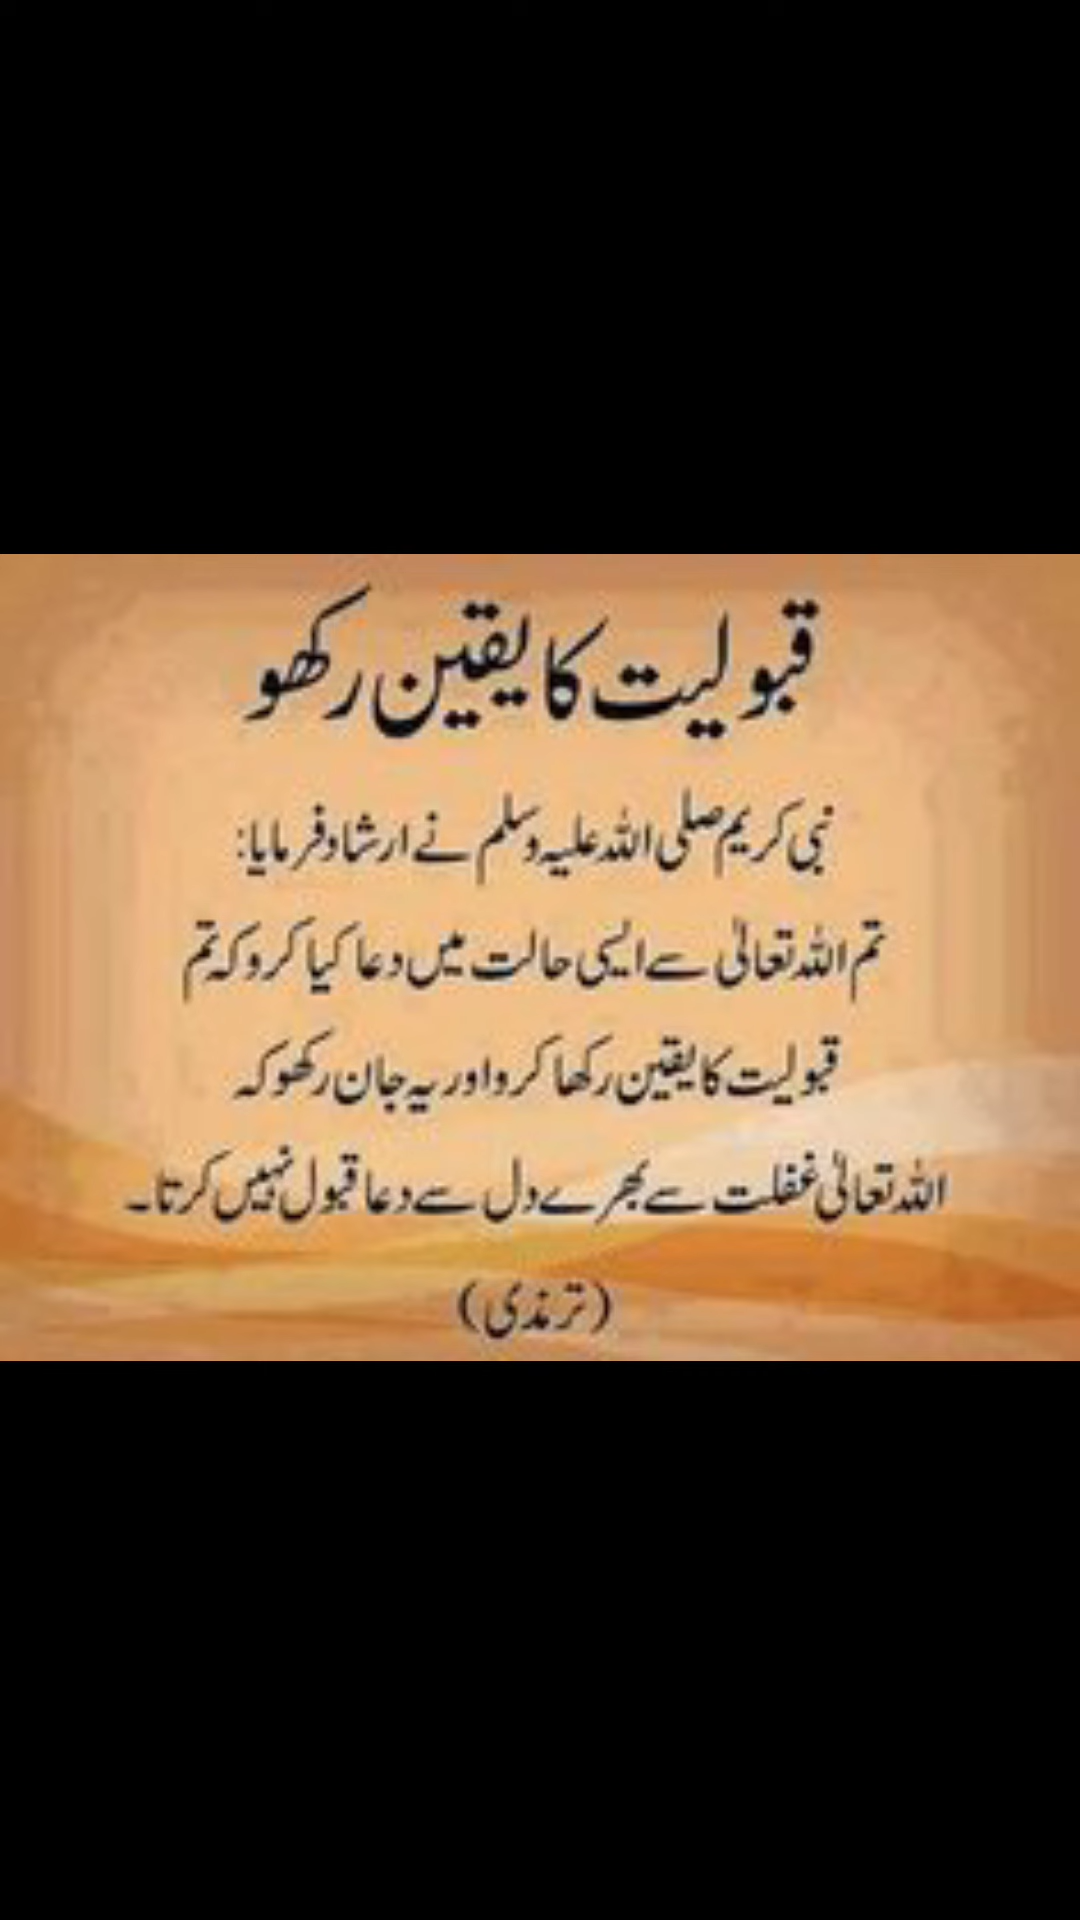 قبولیت کا یقین رکھو
نبی کریم صلی اللہ علیہ وسلم نے ارشاد فرمایا:
تم اللہ تعالیٰ سے ایسی حالت میں دعا کیا کرو کہ تم
قبولیت کا یقین رکھا کرو اور یہ جان رکھو کہ
اللہ تعالیٰ غفلت سے بھرے دل سے دعا قبول نہیں کرتا۔
(ترمذی)